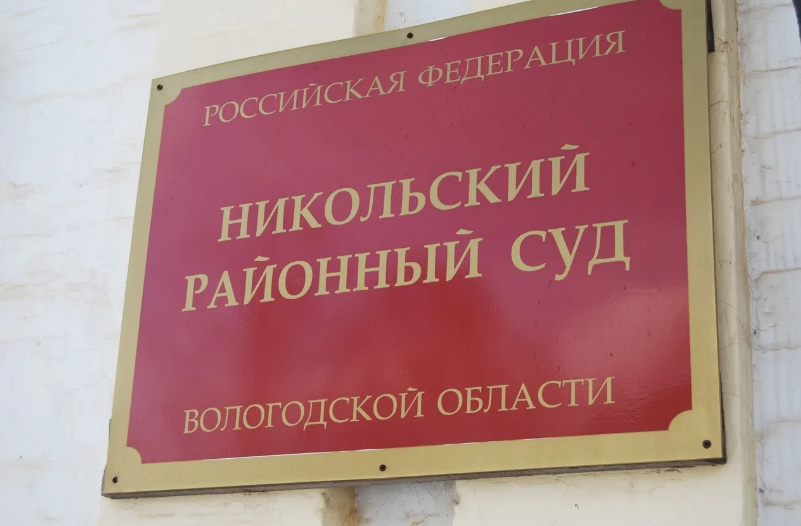 РОССИЙСКАЯ ФЕДЕРАЦИЯ
НИКОЛЬСКИЙ
РАЙОННЫЙ СУД
ВОЛОГОДСКОЙ ОБЛАСТИ